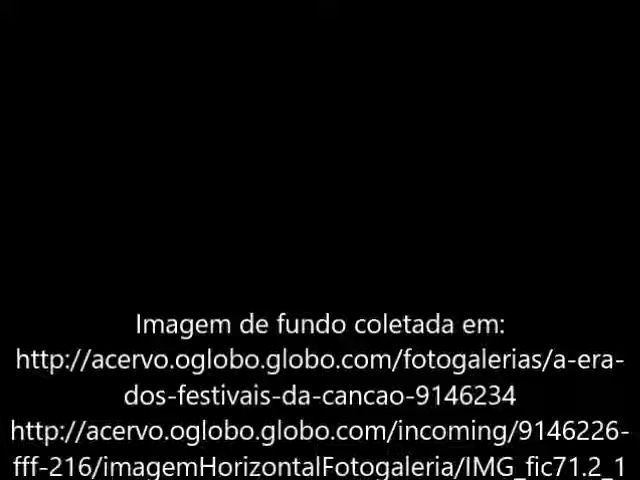 Imagem de fundo coletada em:
http://acervo.oglobo.globo.com/fotogalerias/a-era-
dos-festivais-da-cancao-9146234
http://acervo.oglobo.globo.com/incoming/9146226-
fff-216/imagemHorizontalFotogaleria/IMG_fic71.2_1